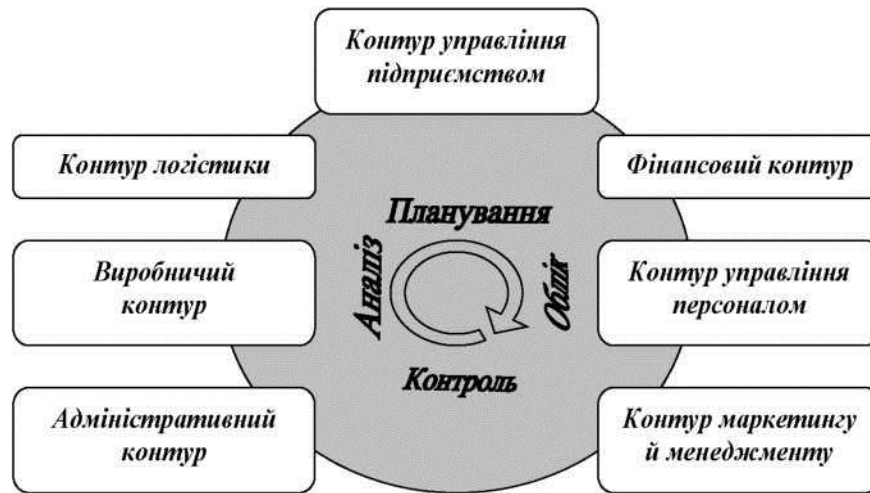 Контур управління
підприємством
Контур логістики
Фінансовий контур
Планування
Аналіз
Облік
Виробничий
контур
Контур управління
персоналом
Контроль
Адміністративний
контур
Контур маркетингу
й менеджменту